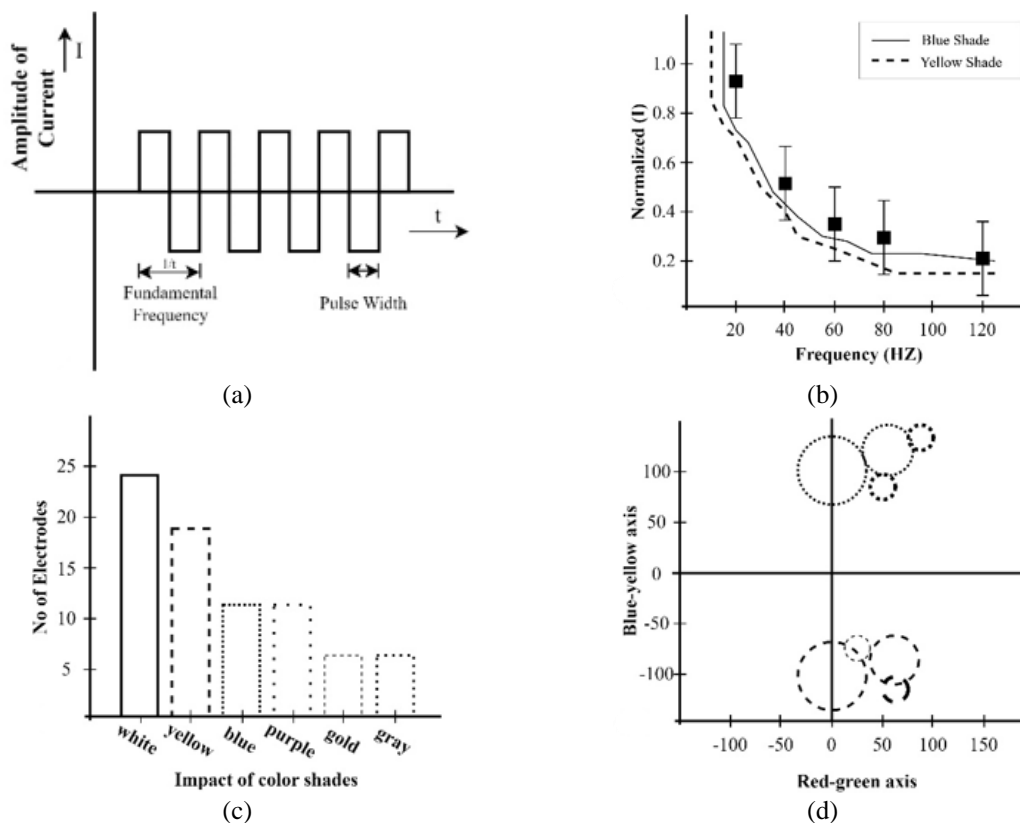 Amplitude of
Current
I
t
1/t
Fundamental
Frequency
Pulse Width
(a)
Normalized (I)
1.0
0.8
0.6
0.4
0.2
Blue Shade
Yellow Shade
20 40 60 80 100 120
Frequency (HZ)
(b)
No of Electrodes
25
20
15
10
5
white yellow blue purple gold gray
Impact of color shades
(c)
Blue-yellow axis
100
50
0
-50
-100
-100 -50 0 50 100 150
Red-green axis
(d)